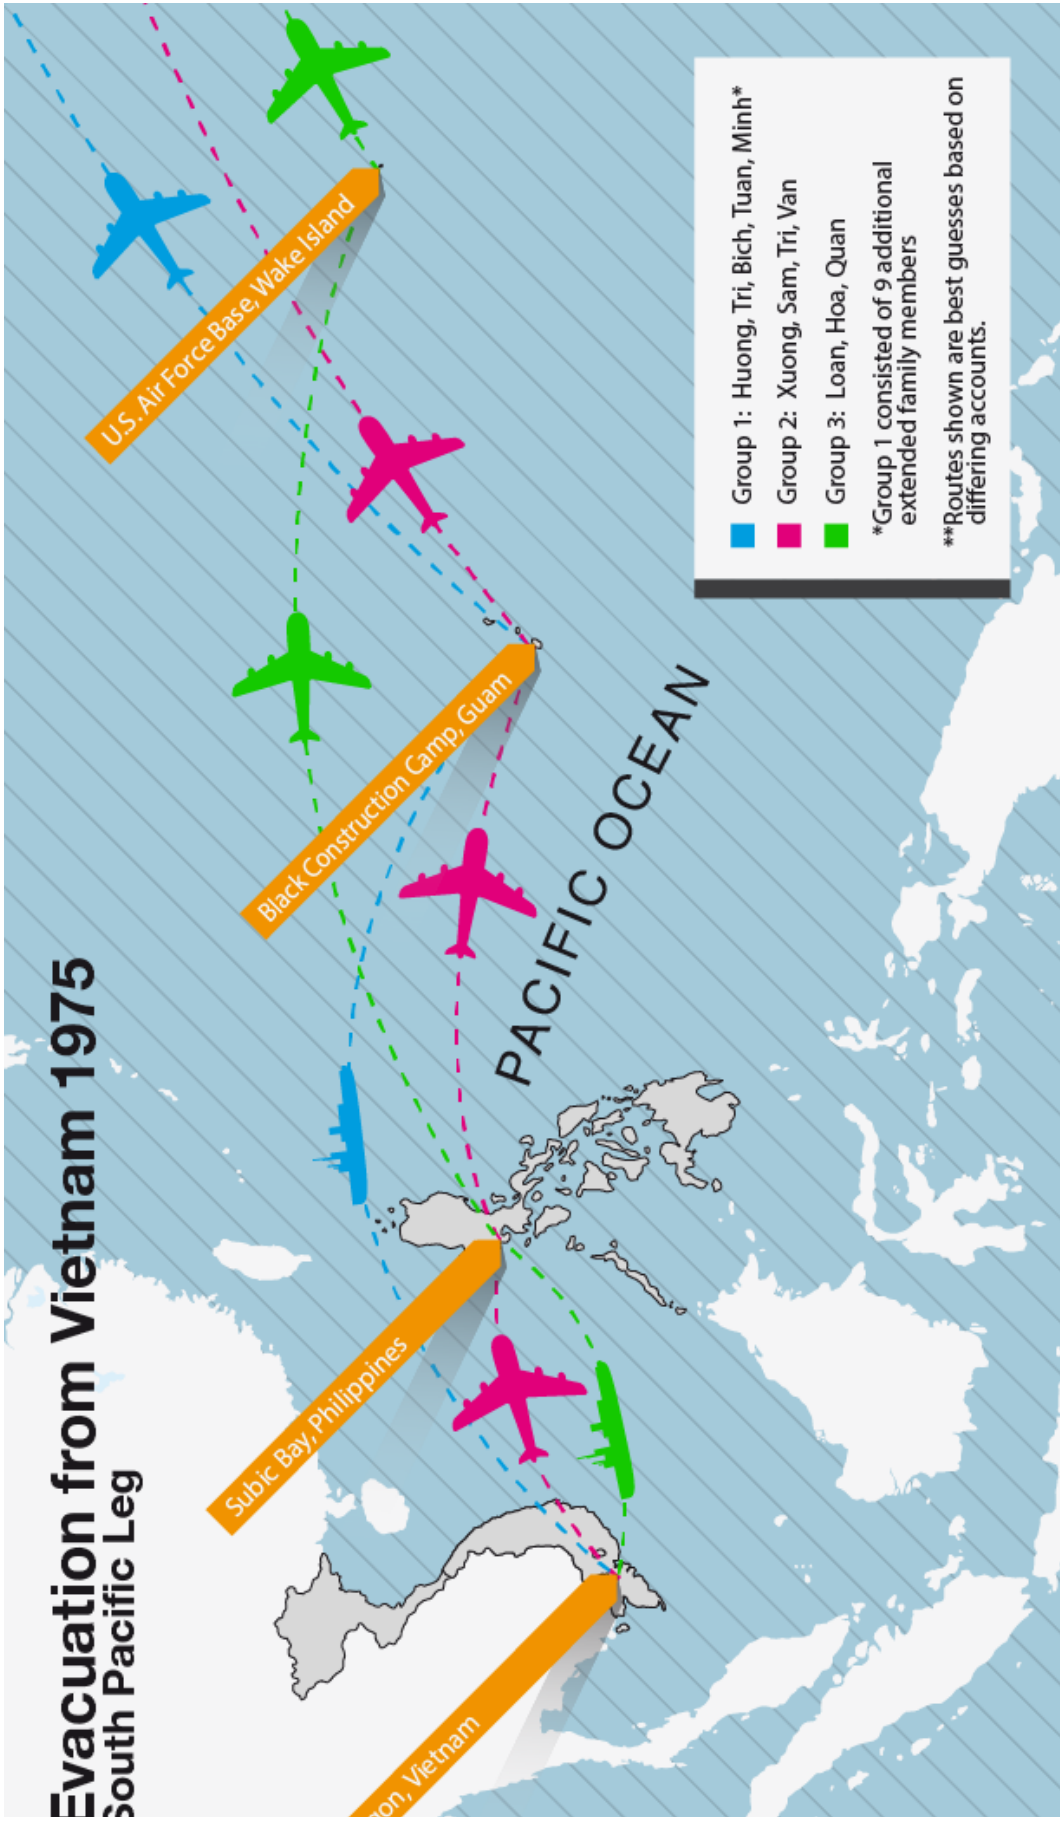 Evacuation from Vietnam 1975
South Pacific Leg
gon, Vietnam
Subic Bay, Philippines
Black Construction Camp, Guam
U.S. Air Force Base, Wake Island
PACIFIC OCEAN
Group 1: Huong, Tri, Bich, Tuan, Minh*
Group 2: Xuong, Sam, Tri, Van
Group 3: Loan, Hoa, Quan
*Group 1 consisted of 9 additional
extended family members
**Routes shown are best guesses based on
differing accounts.